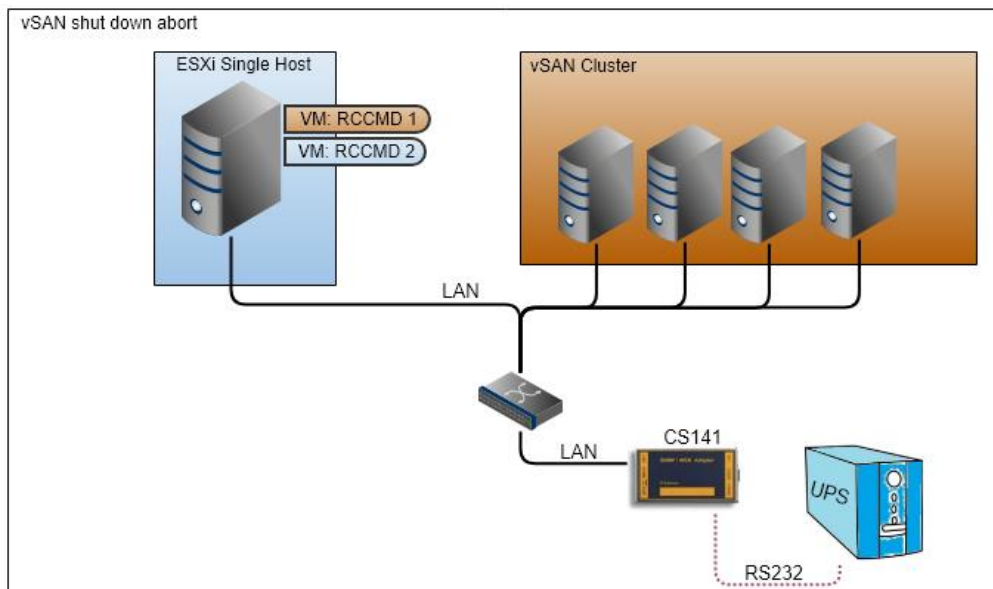 vSAN shut down abort
ESXi Single Host
vSAN Cluster
VM: RCCMD 1
VM: RCCMD 2
LAN
LAN
CS141
UPS
RS232